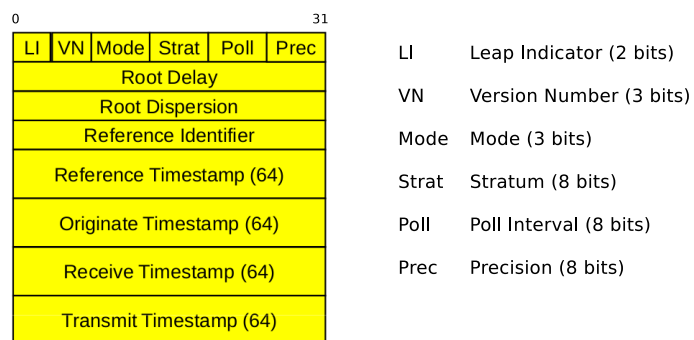 0 31
LI VN Mode Strat Poll Prec
Root Delay
Root Dispersion
Reference Identifier
Reference Timestamp (64)
Originate Timestamp (64)
Receive Timestamp (64)
Transmit Timestamp (64)
LI Leap Indicator (2 bits)
VN Version Number (3 bits)
Mode Mode (3 bits)
Strat Stratum (8 bits)
Poll Poll Interval (8 bits)
Prec Precision (8 bits)